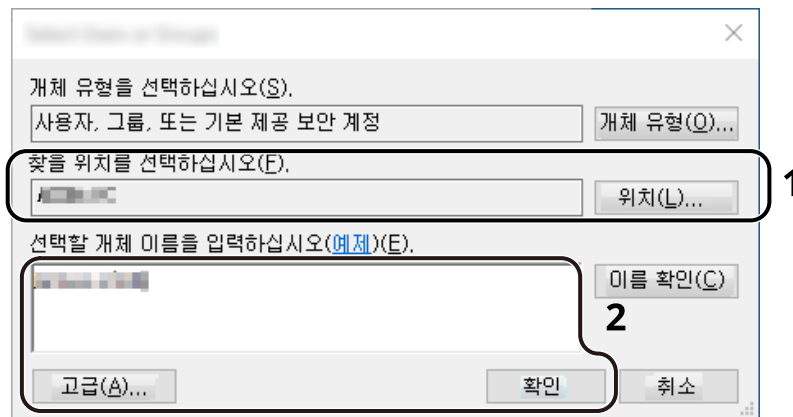 개체 유형을 선택하십시오(S).
사용자, 그룹, 또는 기본 제공 보안 계정
개체 유형(O)...
찾을 위치를 선택하십시오(F).
위치(L)...
1
선택할 개체 이름을 입력하십시오(예제)(E).
이름 확인(C)
2
고급(A)...
확인
취소